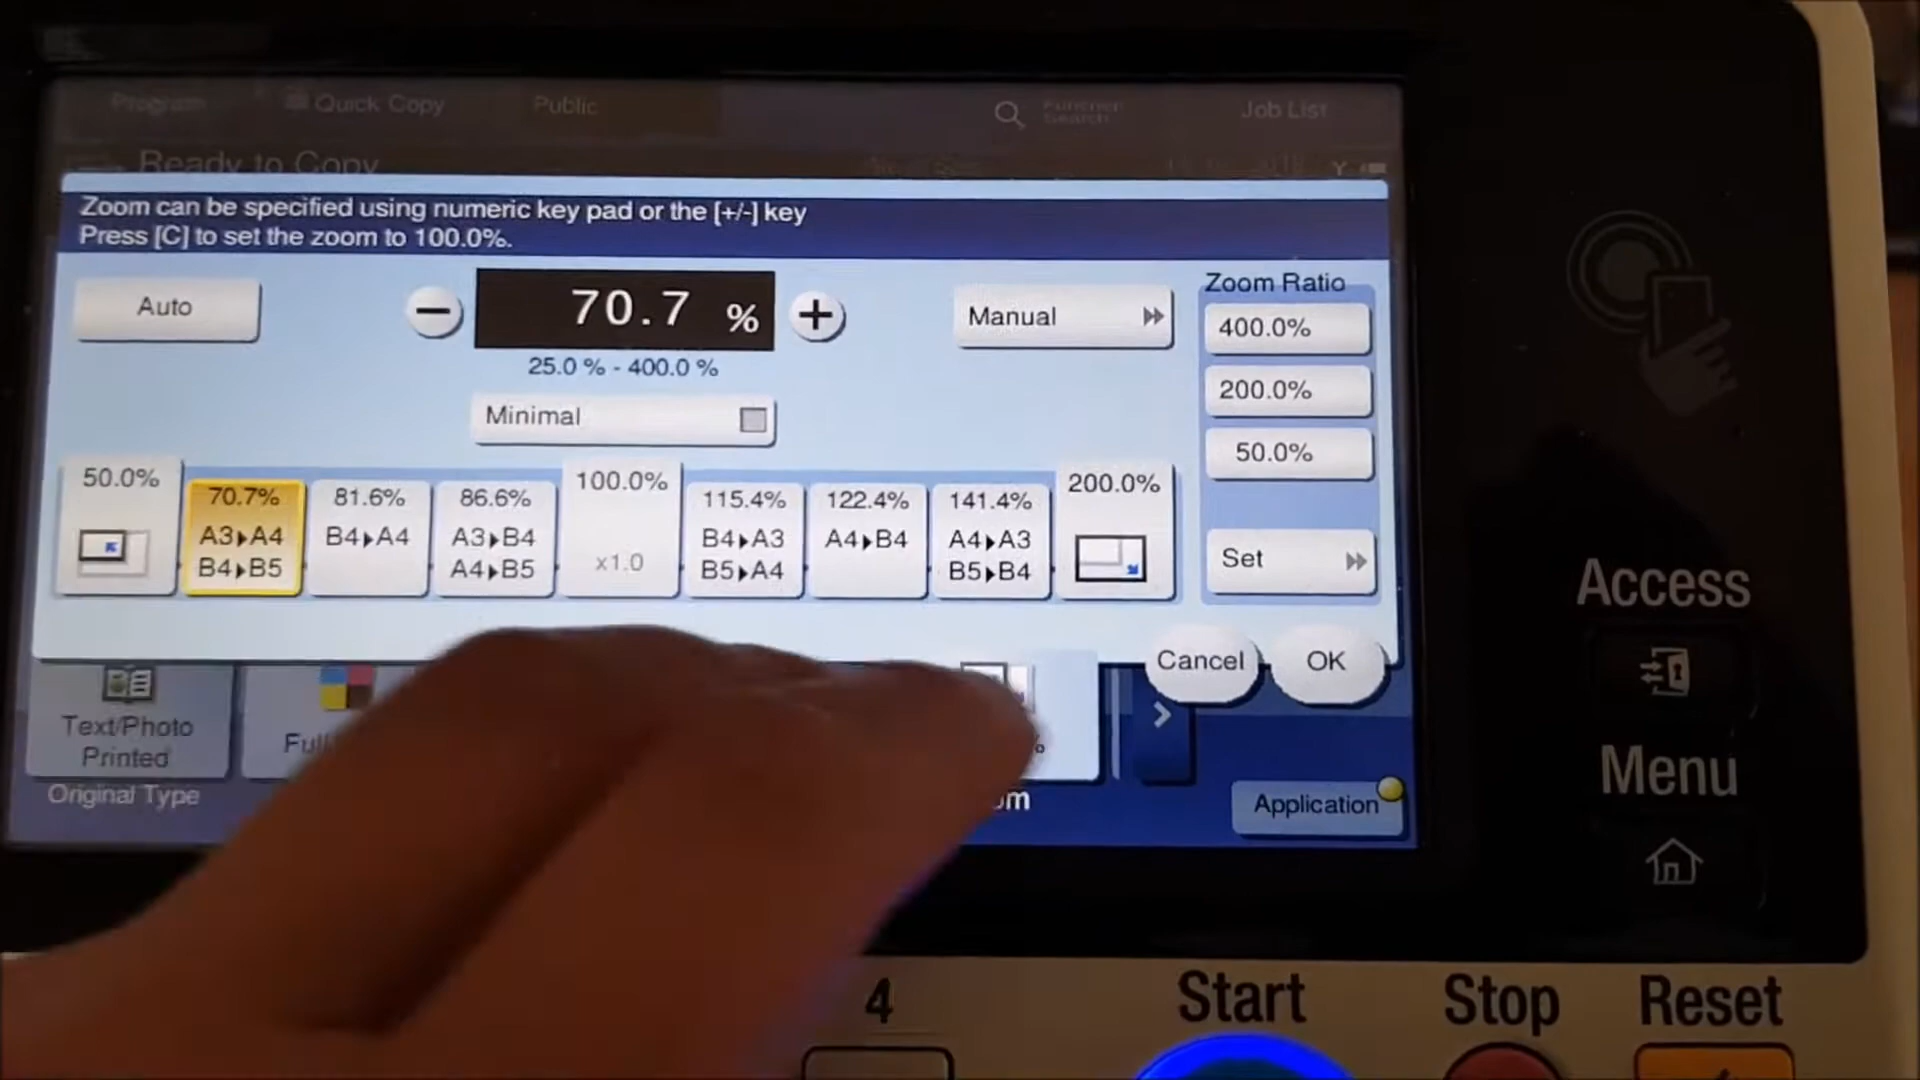 Program
Quick Copy
Public
Function
Search
Job List
Ready to Copy
Zoom can be specified using numeric key pad or the [+/-] key
Press [C] to set the zoom to 100.0%.
Auto
70.7 %
25.0 % - 400.0 %
Minimal
Manual
Zoom Ratio
400.0%
200.0%
50.0%
Set
50.0%
70.7%
A3▸A4
B4▸B5
81.6%
B4▸A4
86.6%
A3▸B4
A4▸B5
100.0%
x1.0
115.4%
B4▸A3
B5▸A4
122.4%
A4▸B4
141.4%
A4▸A3
B5▸B4
200.0%
Cancel
OK
Text/Photo
Printed
Original Type
Application
Access
Menu
4
Start
Stop
Reset